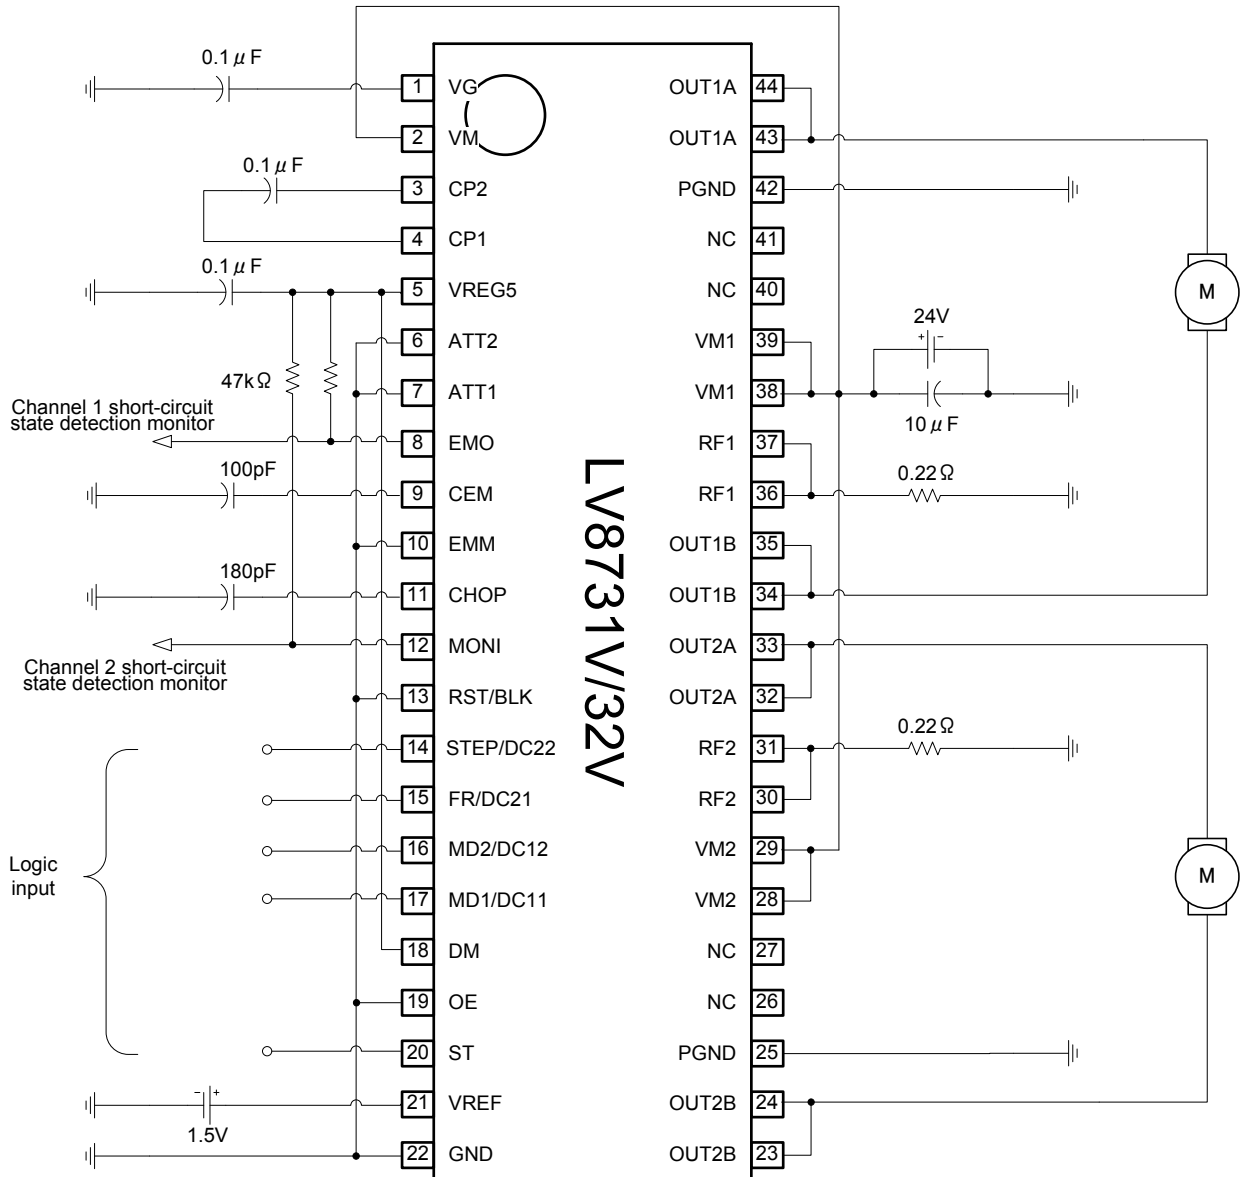 0.1μF
1 VG
2 VM
0.1μF
3 CP2
4 CP1
0.1μF
5 VREG5
6 ATT2
47kΩ
7 ATT1
Channel 1 short-circuit
state detection monitor
8 EMO
100pF
9 CEM
10 EMM
180pF
11 CHOP
12 MONI
Channel 2 short-circuit
state detection monitor
13 RST/BLK
14 STEP/DC22
15 FR/DC21
16 MD2/DC12
Logic
input
17 MD1/DC11
18 DM
19 OE
20 ST
- +
21 VREF
1.5V
22 GND
LV8731V/32V
OUT1A 44
OUT1A 43
PGND 42
NC 41
NC 40
M
24V
+ -
VM1 39
VM1 38
10μF
RF1 37
0.22Ω
RF1 36
OUT1B 35
OUT1B 34
OUT2A 33
OUT2A 32
0.22Ω
RF2 31
RF2 30
VM2 29
M
VM2 28
NC 27
NC 26
PGND 25
OUT2B 24
OUT2B 23